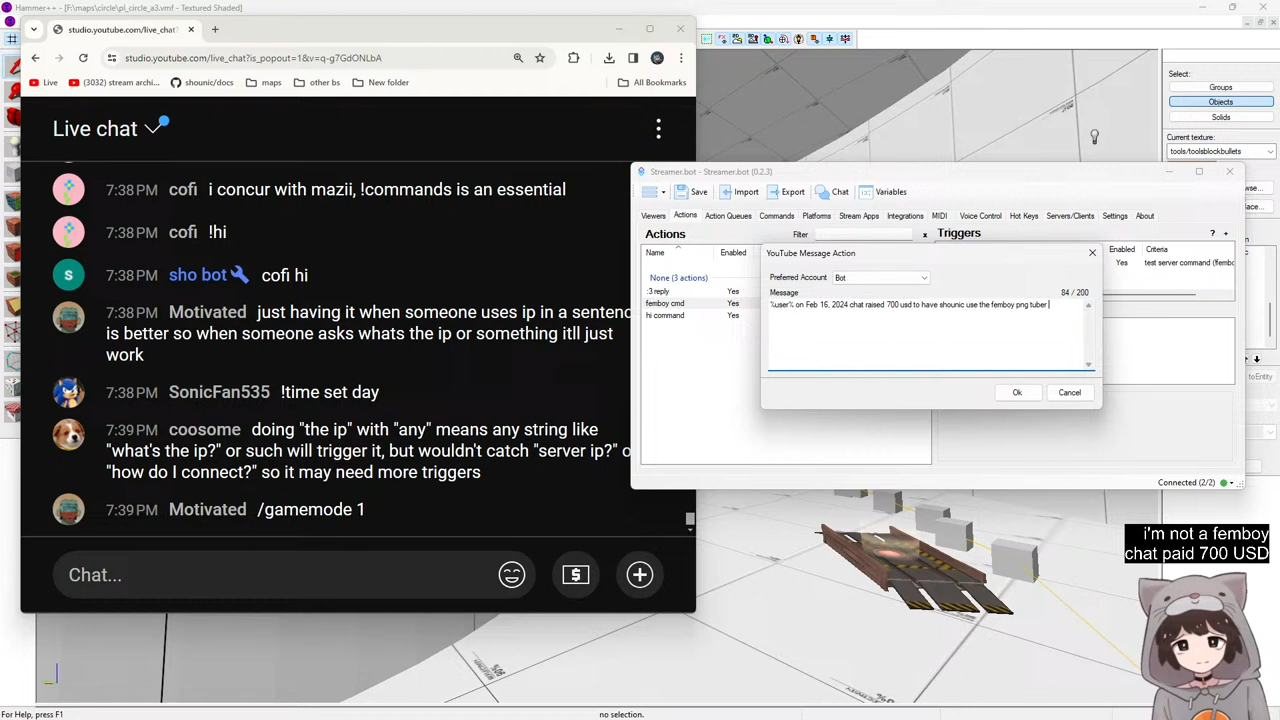 Hammer++ - [F:\maps\circle\pl_circle_a3.vmf - Textured Shaded]
studio.youtube.com/live_chat?
studio.youtube.com/live_chat?is_popout=1&v=q-g7GdONLbA
Live
(3032) stream archi...
shounic/docs
maps
other bs
New folder
All Bookmarks
Live chat
7:38 PM cofi i concur with mazii, !commands is an essential
7:38 PM cofi !hi
7:38 PM sho bot cofi hi
7:38 PM Motivated just having it when someone uses ip in a sentenc
is better so when someone asks whats the ip or something itll just
work
7:38 PM SonicFan535 !time set day
7:39 PM coosome doing "the ip" with "any" means any string like
"what's the ip?" or such will trigger it, but wouldn't catch "server ip?" o
"how do I connect?" so it may need more triggers
7:39 PM Motivated /gamemode 1
Chat...
Streamer.bot - Streamer.bot (0.2.3)
Save
Import
Export
Chat
Variables
Viewers
Actions
Action Queues
Commands
Platforms
Stream Apps
Integrations
MIDI
Voice Control
Hot Keys
Servers/Clients
Settings
About
Actions
Filter
x
Triggers
? +
Name
Enabled
Enabled
Criteria
None (3 actions)
:3 reply Yes
femboy cmd Yes
hi command Yes
Yes test server command (!fembo
YouTube Message Action
Preferred Account
Bot
Message
84 / 200
%user% on Feb 16, 2024 chat raised 700 usd to have shounic use the femboy png tuber
Ok
Cancel
Connected (2/2)
Select:
Groups
Objects
Solids
Current texture:
tools/toolsblockbullets
toEntity
i'm not a femboy
chat paid 700 USD
For Help, press F1
no selection.